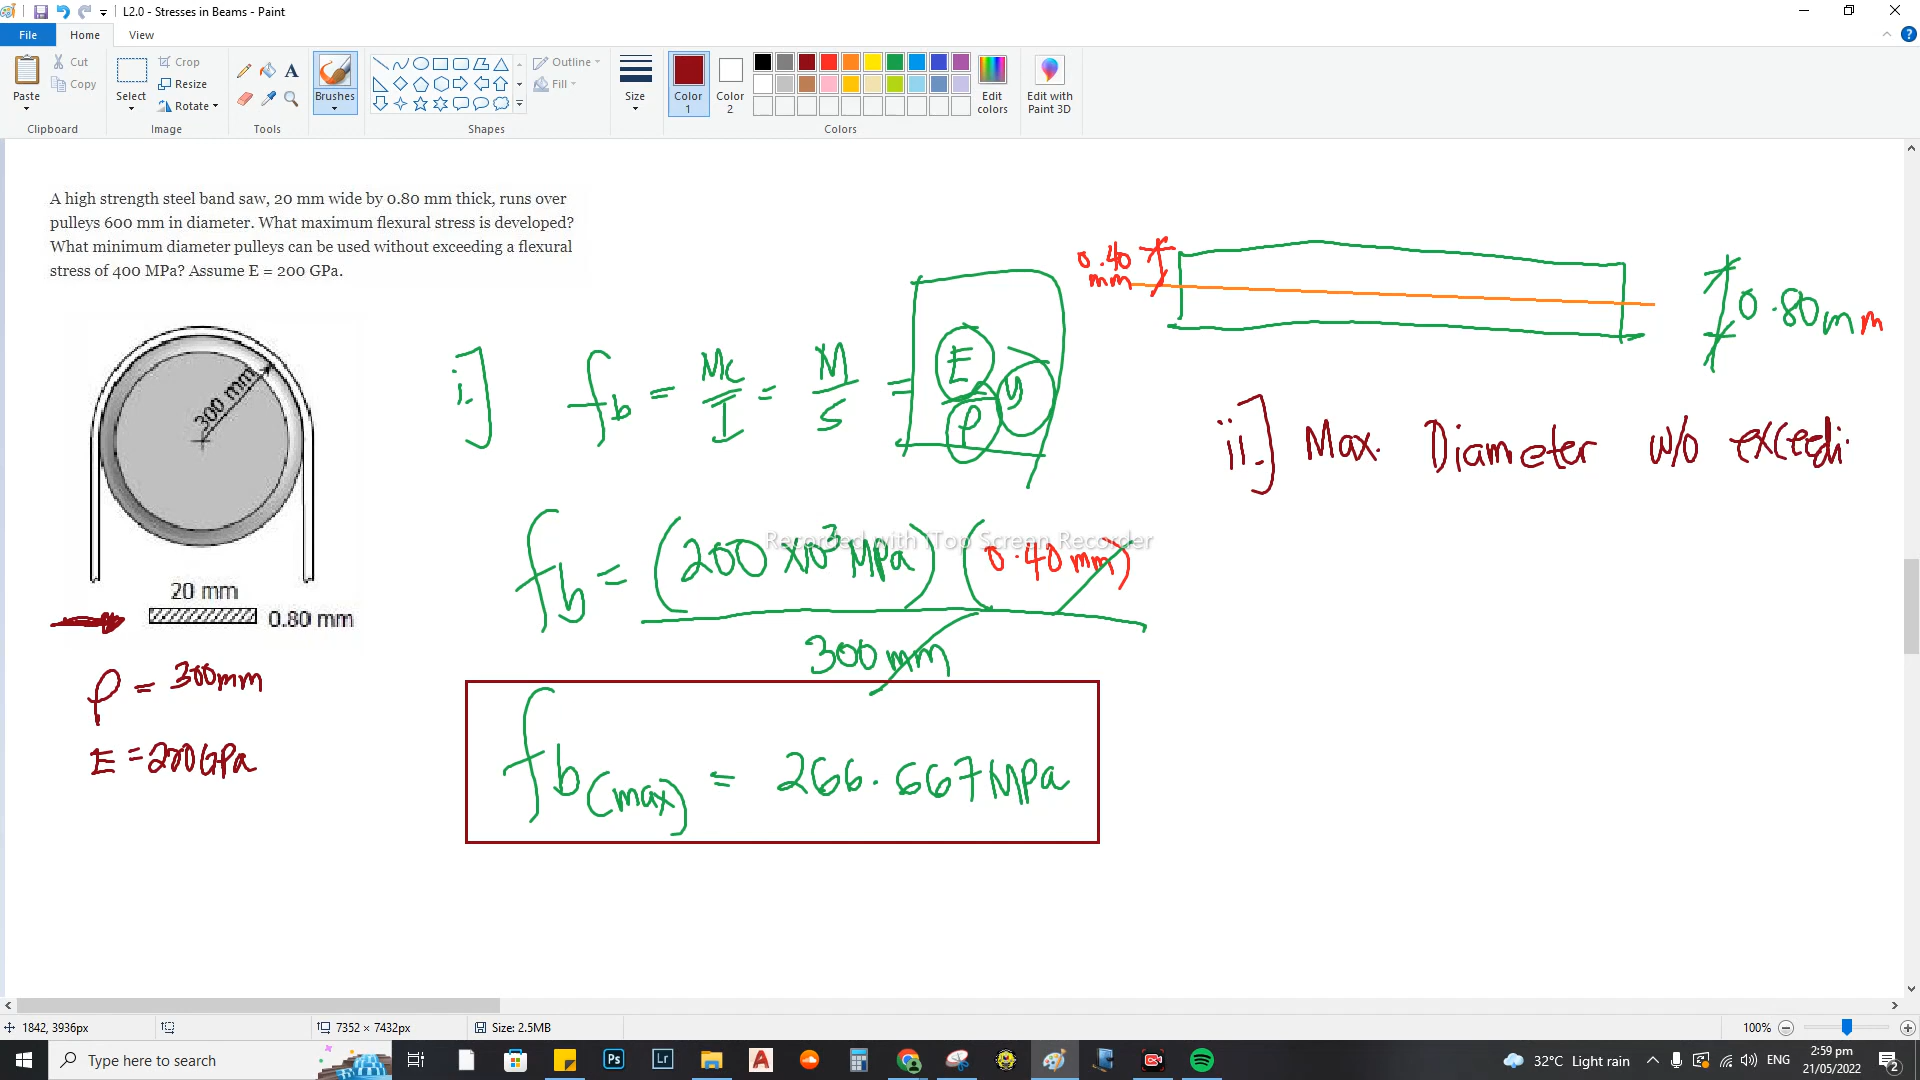 L2.0 - Stresses in Beams - Paint
File Home View
Paste Cut Copy Clipboard
Select Crop Resize Rotate Image
Tools
Brushes
Outline Fill Shapes
Size
Color 1 Color 2 Edit colors Colors
Edit with Paint 3D
A high strength steel band saw, 20 mm wide by 0.80 mm thick, runs over
pulleys 600 mm in diameter. What maximum flexural stress is developed?
What minimum diameter pulleys can be used without exceeding a flexural
stress of 400 MPa? Assume E = 200 GPa.
300 mm
20 mm
0.80 mm
ρ = 300mm
E = 200GPa
i.] fb = Mc/I = M/S = E/ρ y
fb = (200 x10³ MPa) (0.40 mm)
300 mm
fb(max) = 266.667 MPa
0.40 mm
0.80mm
ii.] Max. Diameter w/o exceedi
Recorded with iTop Screen Recorder
1842, 3936px 7352 × 7432px Size: 2.5MB 100%
Type here to search
32°C Light rain ENG 2:59 pm 21/05/2022 2